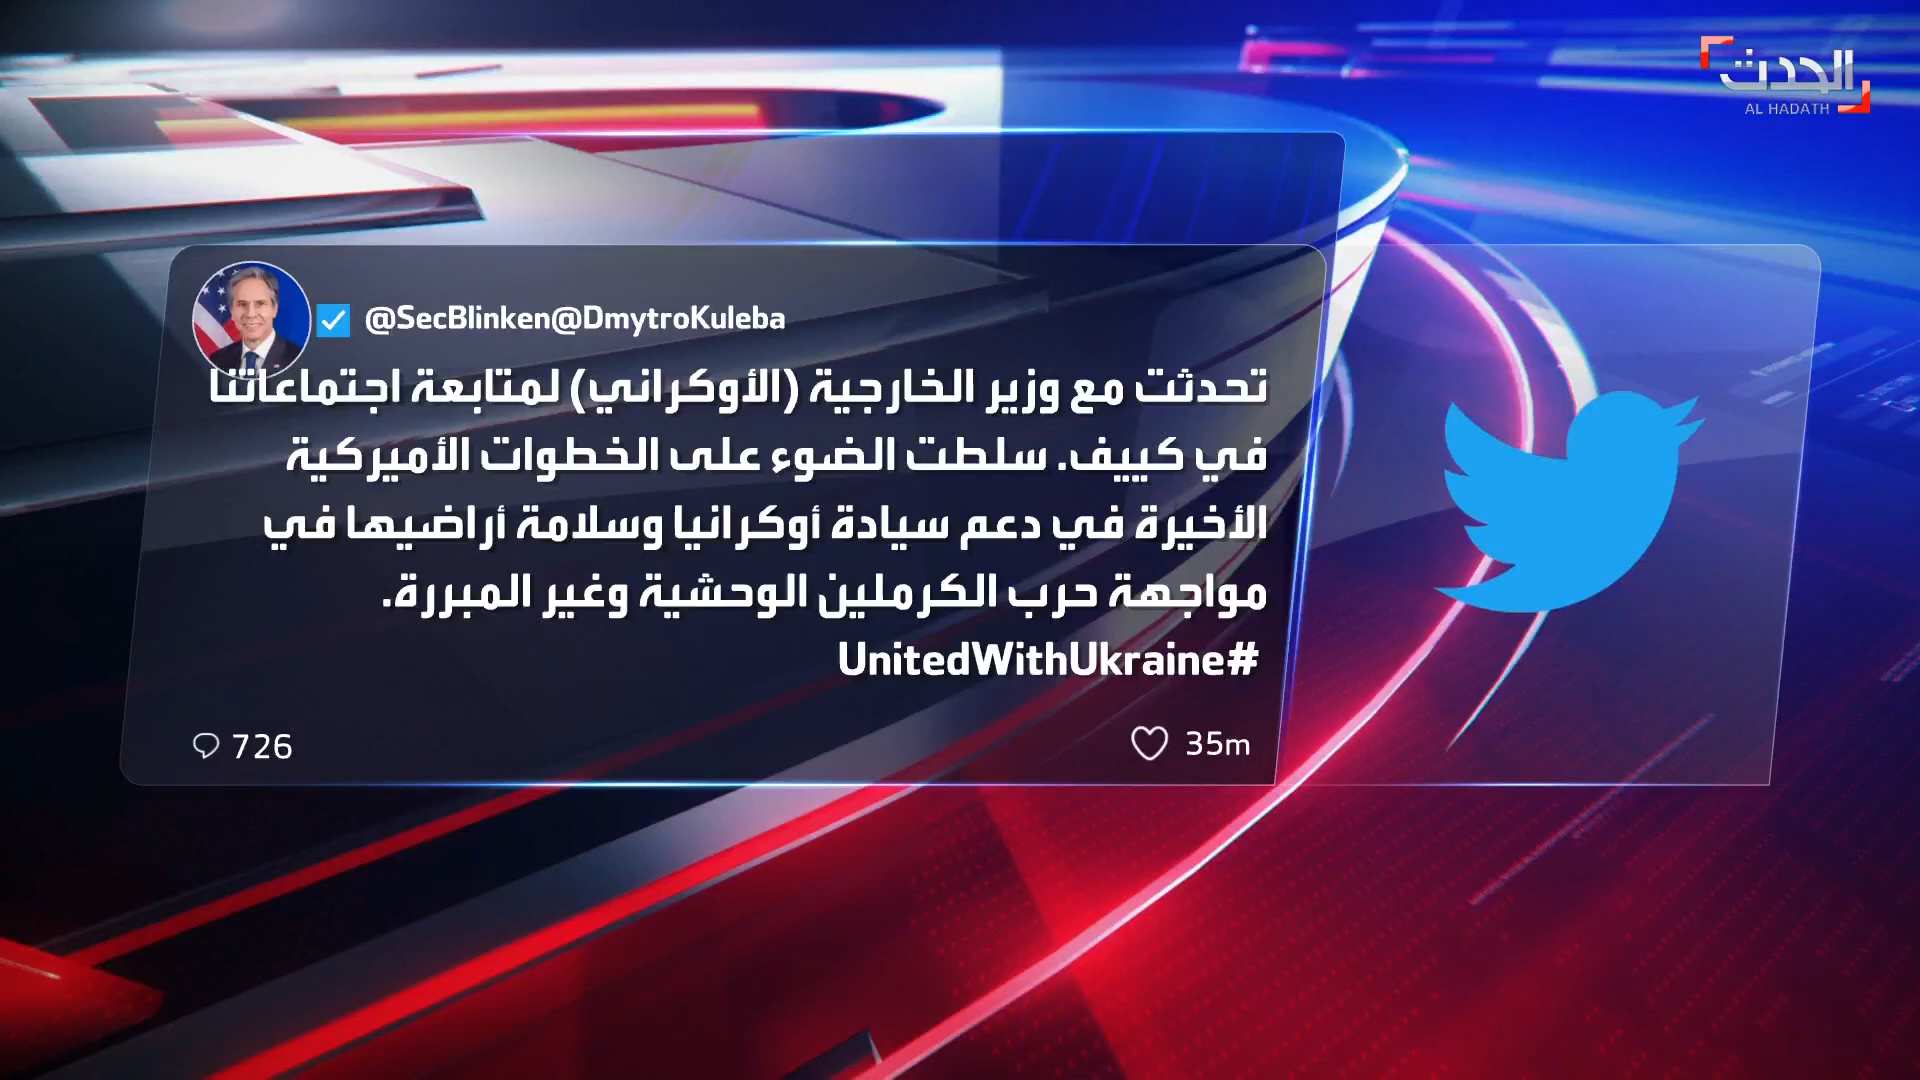 الحدث
AL HADATH
@SecBlinken@DmytroKuleba
تحدثت مع وزير الخارجية (الأوكراني) لمتابعة اجتماعاتنا
في كييف. سلطت الضوء على الخطوات الأميركية
الأخيرة في دعم سيادة أوكرانيا وسلامة أراضيها في
مواجهة حرب الكرملين الوحشية وغير المبررة.
UnitedWithUkraine#
726
35m